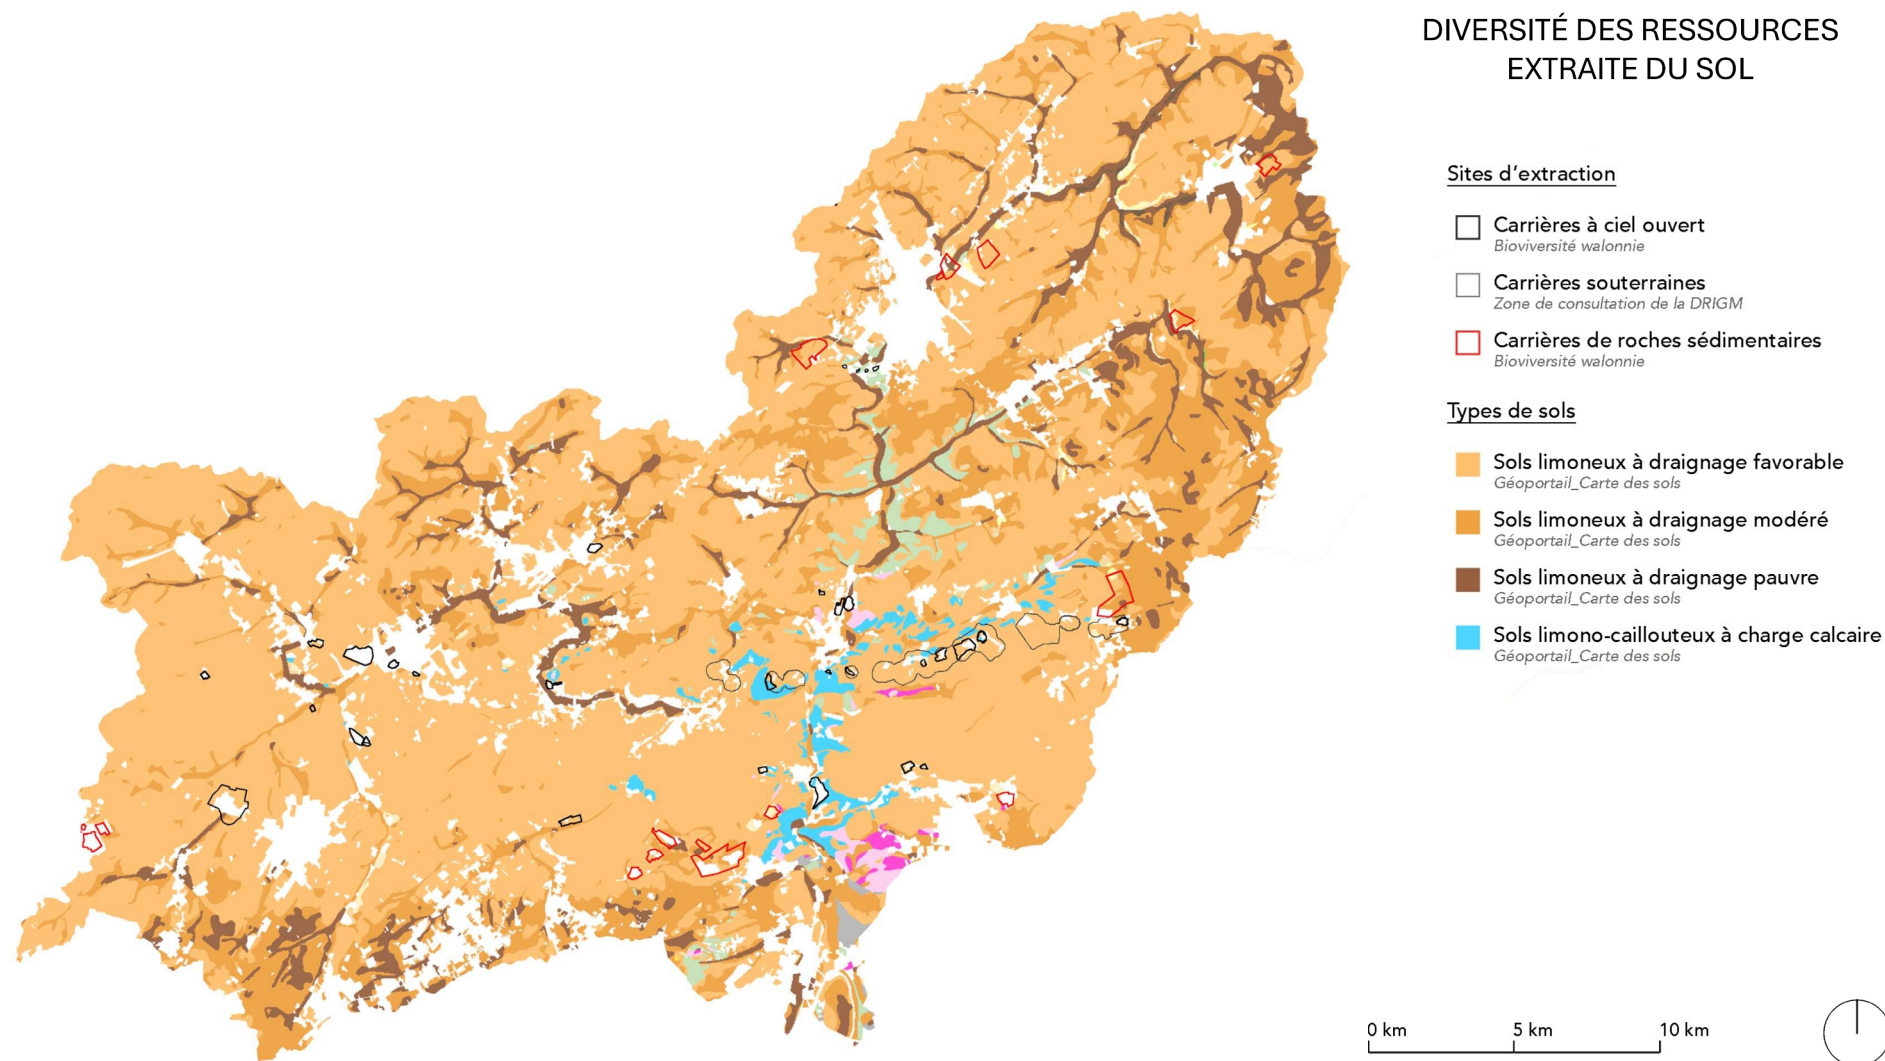 DIVERSITÉ DES RESSOURCES
EXTRAITE DU SOL
Sites d'extraction
Carrières à ciel ouvert
Bioviversité walonnie
Carrières souterraines
Zone de consultation de la DRIGM
Carrières de roches sédimentaires
Bioviversité walonnie
Types de sols
Sols limoneux à draignage favorable
Géoportail_Carte des sols
Sols limoneux à draignage modéré
Géoportail_Carte des sols
Sols limoneux à draignage pauvre
Géoportail_Carte des sols
Sols limono-caillouteux à charge calcaire
Géoportail_Carte des sols
0 km 5 km 10 km